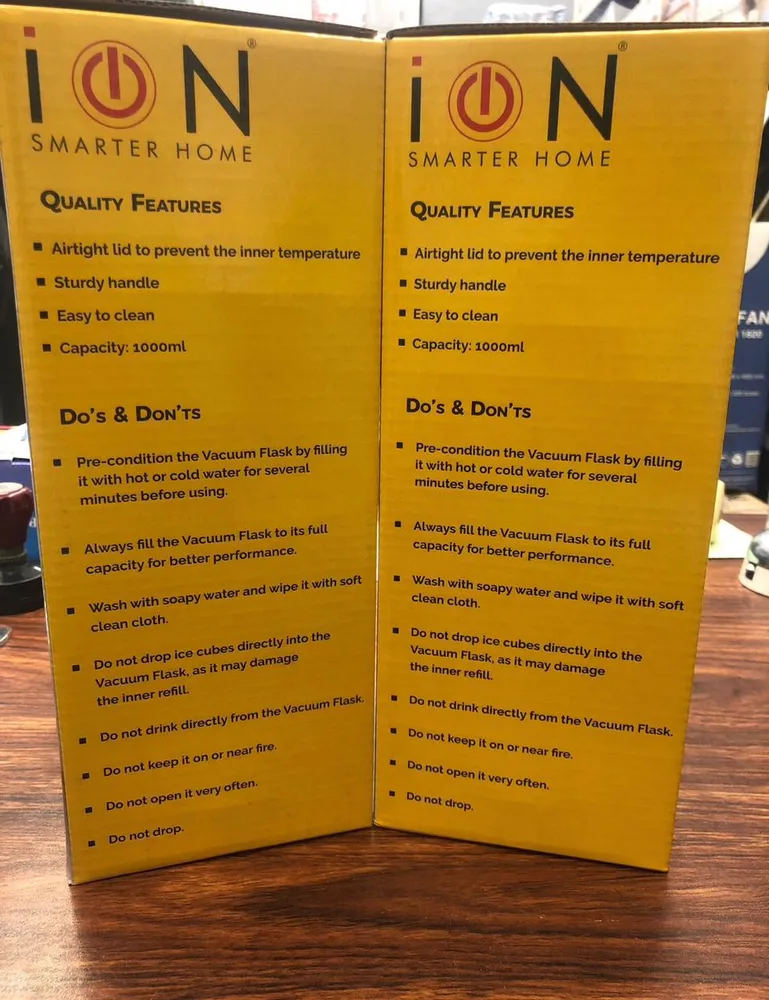 iON®
SMARTER HOME
QUALITY FEATURES
▪ Airtight lid to prevent the inner temperature
▪ Sturdy handle
▪ Easy to clean
▪ Capacity: 1000ml
DO'S & DON'TS
▪ Pre-condition the Vacuum Flask by filling
it with hot or cold water for several
minutes before using.
▪ Always fill the Vacuum Flask to its full
capacity for better performance.
▪ Wash with soapy water and wipe it with soft
clean cloth.
▪ Do not drop ice cubes directly into the
Vacuum Flask, as it may damage
the inner refill.
▪ Do not drink directly from the Vacuum Flask.
▪ Do not keep it on or near fire.
▪ Do not open it very often.
▪ Do not drop.
iON®
SMARTER HOME
QUALITY FEATURES
▪ Airtight lid to prevent the inner temperature
▪ Sturdy handle
▪ Easy to clean
▪ Capacity: 1000ml
DO'S & DON'TS
▪ Pre-condition the Vacuum Flask by filling
it with hot or cold water for several
minutes before using.
▪ Always fill the Vacuum Flask to its full
capacity for better performance.
▪ Wash with soapy water and wipe it with soft
clean cloth.
▪ Do not drop ice cubes directly into the
Vacuum Flask, as it may damage
the inner refill.
▪ Do not drink directly from the Vacuum Flask.
▪ Do not keep it on or near fire.
▪ Do not open it very often.
▪ Do not drop.
FAN